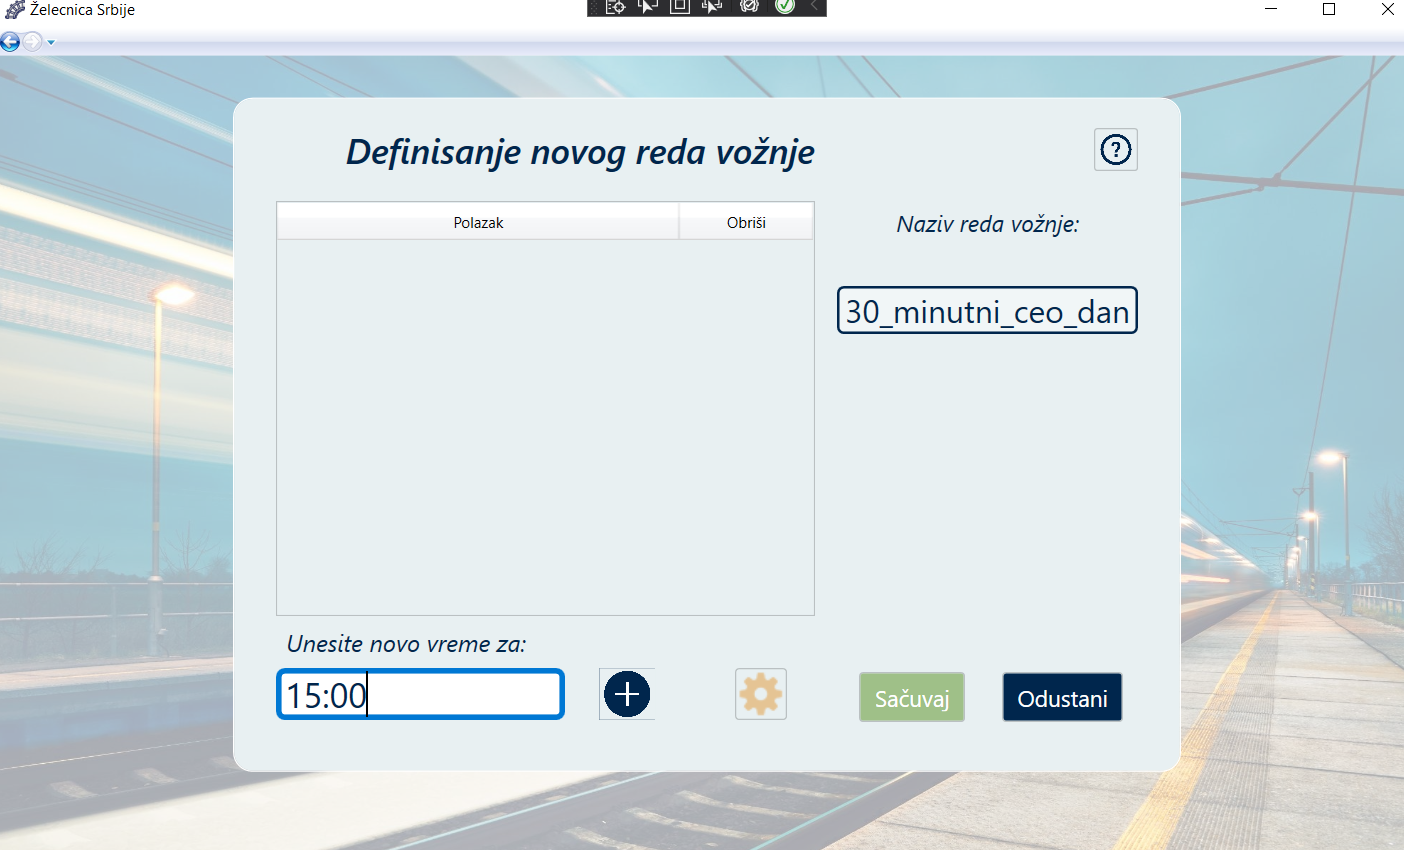 Želecnica Srbije
Definisanje novog reda vožnje
?
Polazak Obriši
Naziv reda vožnje:
30_minutni_ceo_dan
Unesite novo vreme za:
15:00
Sačuvaj Odustani